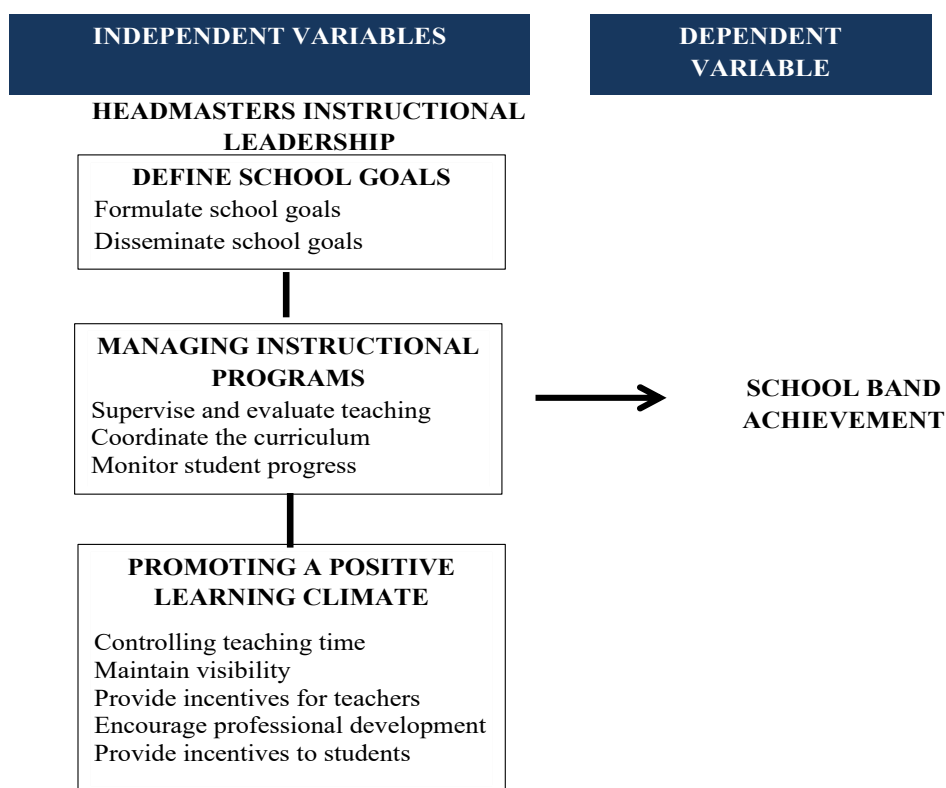 INDEPENDENT VARIABLES
DEPENDENT
VARIABLE
HEADMASTERS INSTRUCTIONAL
LEADERSHIP
DEFINE SCHOOL GOALS
Formulate school goals
Disseminate school goals
MANAGING INSTRUCTIONAL
PROGRAMS
Supervise and evaluate teaching
Coordinate the curriculum
Monitor student progress
SCHOOL BAND
ACHIEVEMENT
PROMOTING A POSITIVE
LEARNING CLIMATE
Controlling teaching time
Maintain visibility
Provide incentives for teachers
Encourage professional development
Provide incentives to students